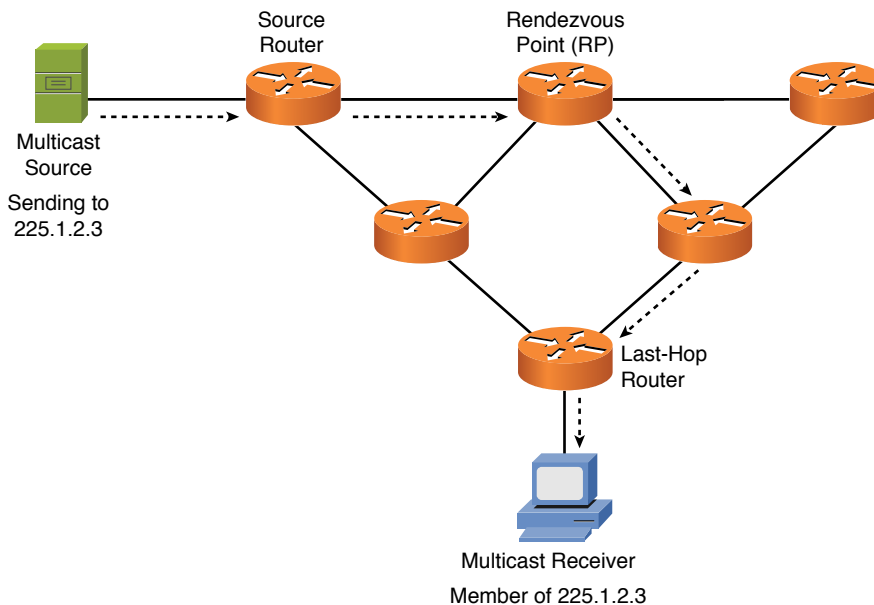 Source
Router
Rendezvous
Point (RP)
Multicast
Source
Sending to
225.1.2.3
Last-Hop
Router
Multicast Receiver
Member of 225.1.2.3